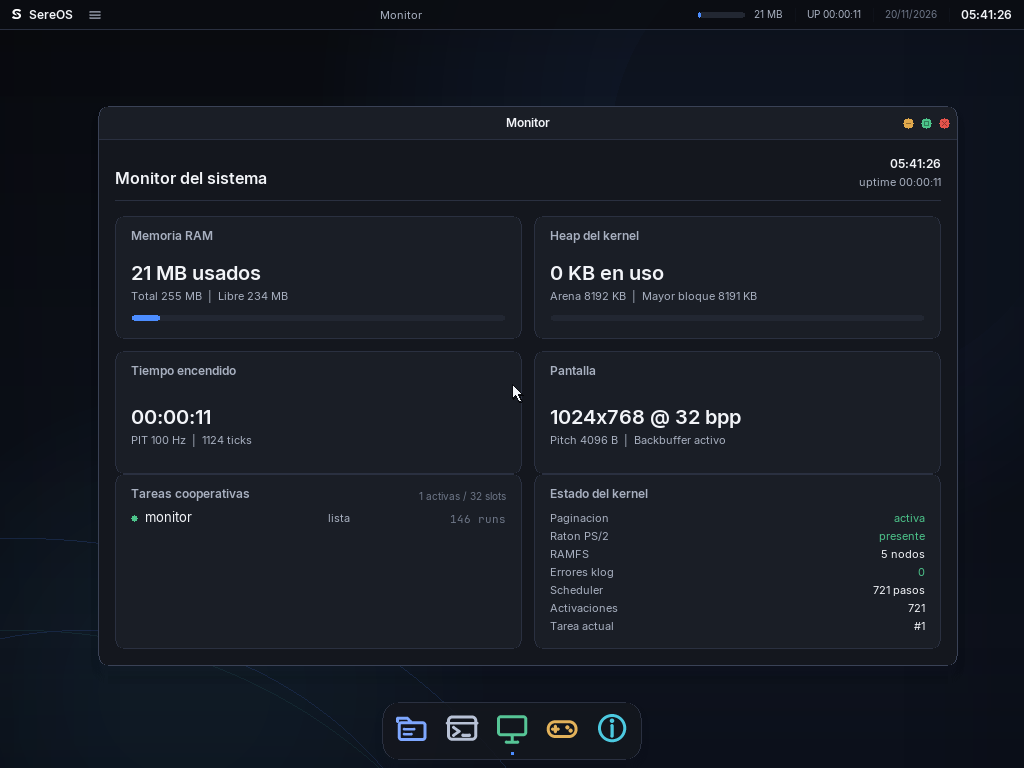 SereOS
Monitor
21 MB
UP 00:00:11
20/11/2026
05:41:26
Monitor
Monitor del sistema
05:41:26
uptime 00:00:11
Memoria RAM
21 MB usados
Total 255 MB | Libre 234 MB
Heap del kernel
0 KB en uso
Arena 8192 KB | Mayor bloque 8191 KB
Tiempo encendido
00:00:11
PIT 100 Hz | 1124 ticks
Pantalla
1024x768 @ 32 bpp
Pitch 4096 B | Backbuffer activo
Tareas cooperativas
1 activas / 32 slots
monitor lista 146 runs
Estado del kernel
Paginacion activa
Raton PS/2 presente
RAMFS 5 nodos
Errores klog 0
Scheduler 721 pasos
Activaciones 721
Tarea actual #1